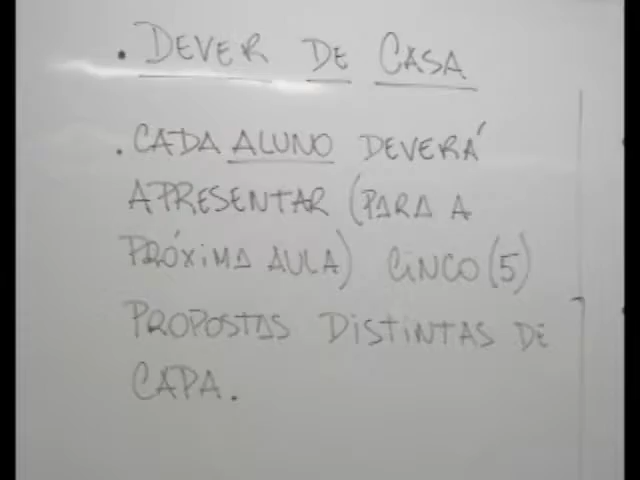 . DEVER DE CASA
. CADA ALUNO DEVERÁ
APRESENTAR (PARA A
PRÓXIMA AULA) CINCO (5)
PROPOSTAS DISTINTAS DE
CAPA.